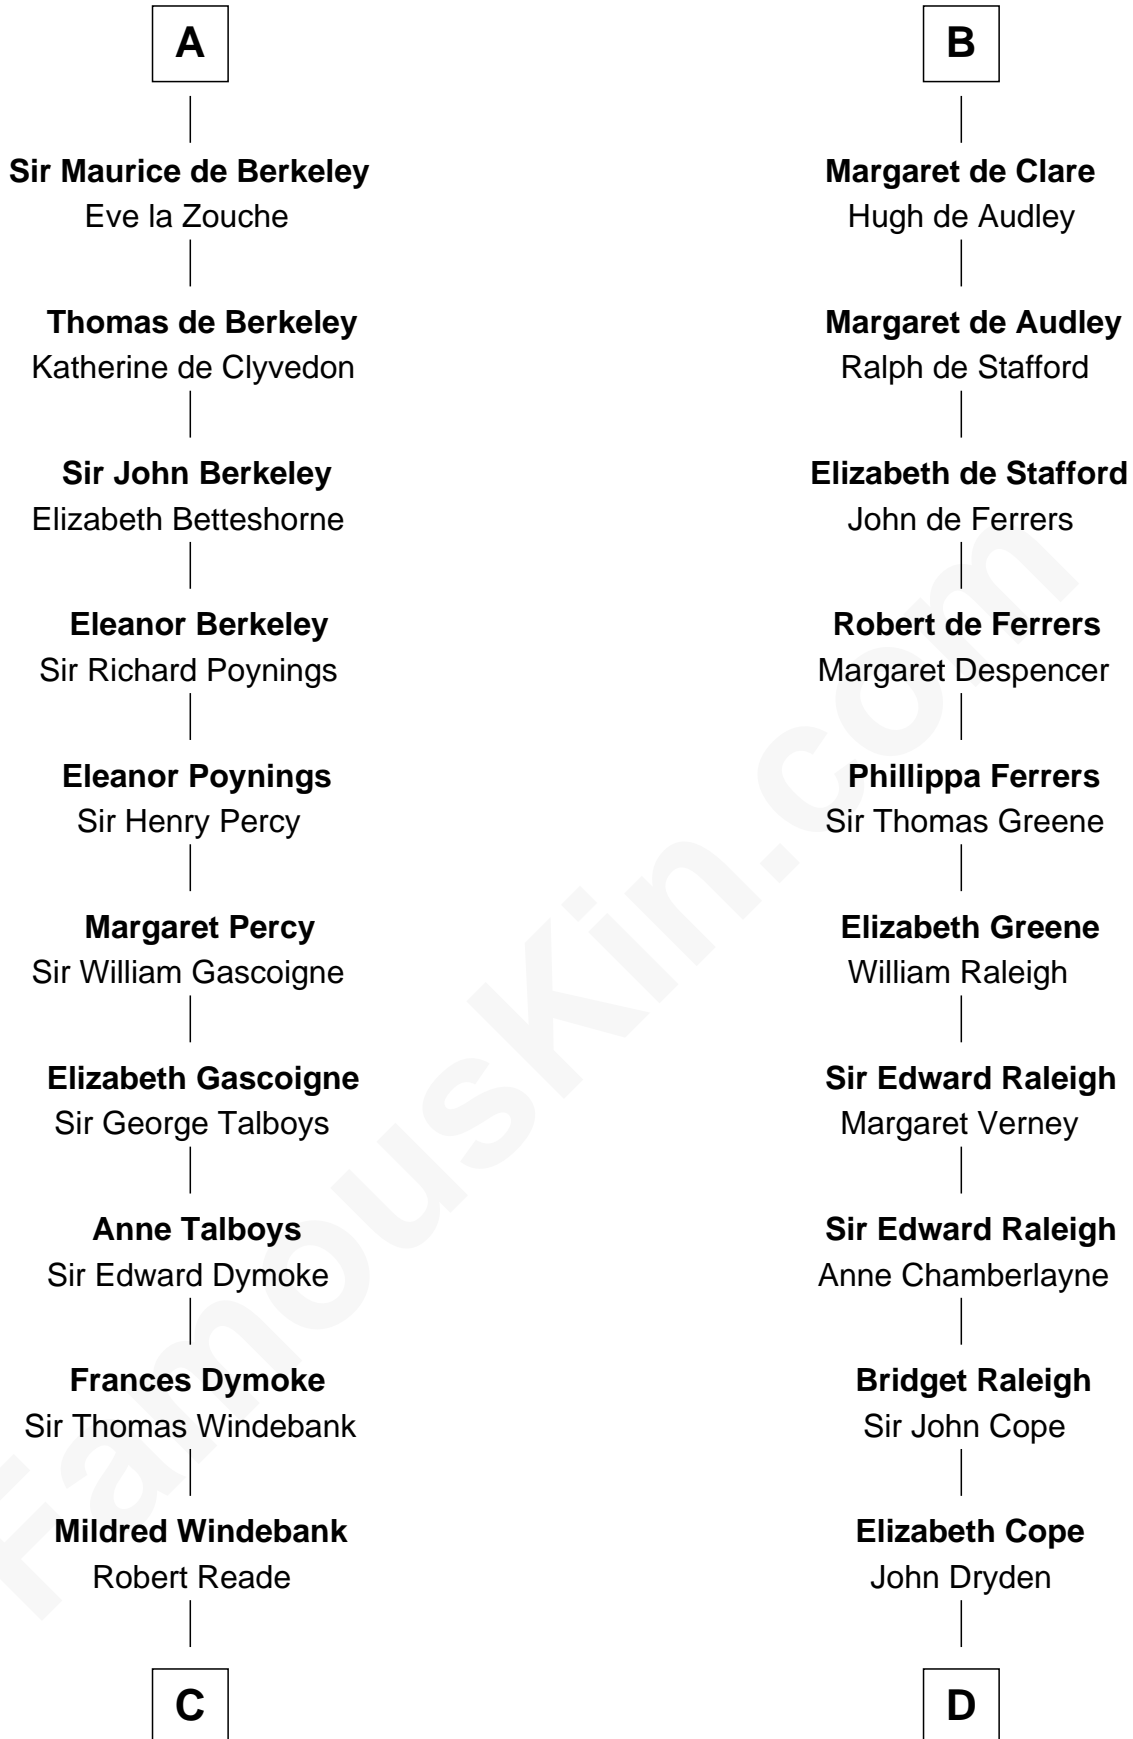 A
Sir Maurice de Berkeley
Eve la Zouche
Thomas de Berkeley
Katherine de Clyvedon
Sir John Berkeley
Elizabeth Betteshorne
Eleanor Berkeley
Sir Richard Poynings
Eleanor Poynings
Sir Henry Percy
Margaret Percy
Sir William Gascoigne
Elizabeth Gascoigne
Sir George Talboys
Anne Talboys
Sir Edward Dymoke
Frances Dymoke
Sir Thomas Windebank
Mildred Windebank
Robert Reade
C
B
Margaret de Clare
Hugh de Audley
Margaret de Audley
Ralph de Stafford
Elizabeth de Stafford
John de Ferrers
Robert de Ferrers
Margaret Despencer
Phillippa Ferrers
Sir Thomas Greene
Elizabeth Greene
William Raleigh
Sir Edward Raleigh
Margaret Verney
Sir Edward Raleigh
Anne Chamberlayne
Bridget Raleigh
Sir John Cope
Elizabeth Cope
John Dryden
D
FamousKin.com